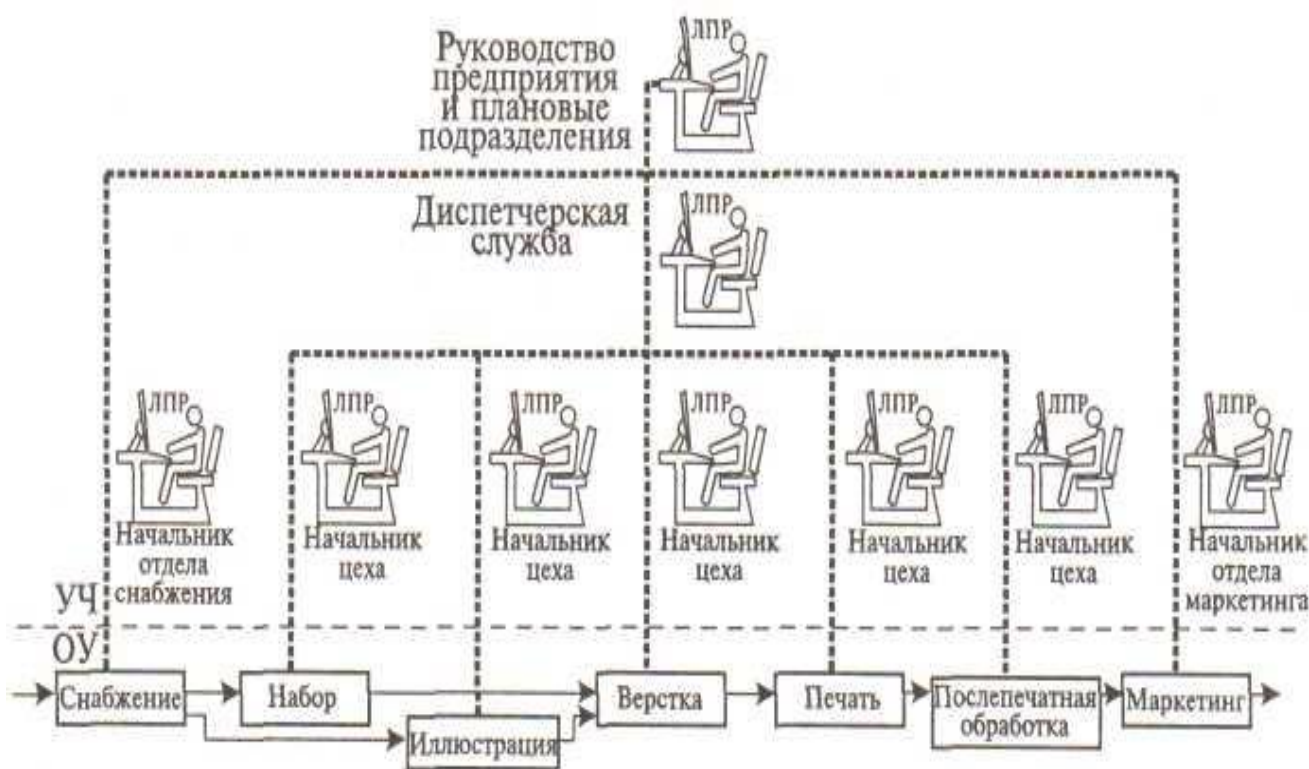 ЛПР
Руководство
предприятия
и плановые
подразделения
ЛПР
Диспетчерская
служба
ЛПР
ЛПР
ЛПР
ЛПР
ЛПР
ЛПР
ЛПР
Начальник
отдела
снабжения
Начальник
цеха
Начальник
цеха
Начальник
цеха
Начальник
цеха
Начальник
цеха
Начальник
отдела
маркетинга
УЧ
ОУ
Снабжение
Набор
Иллюстрация
Верстка
Печать
Послепечатная
обработка
Маркетинг